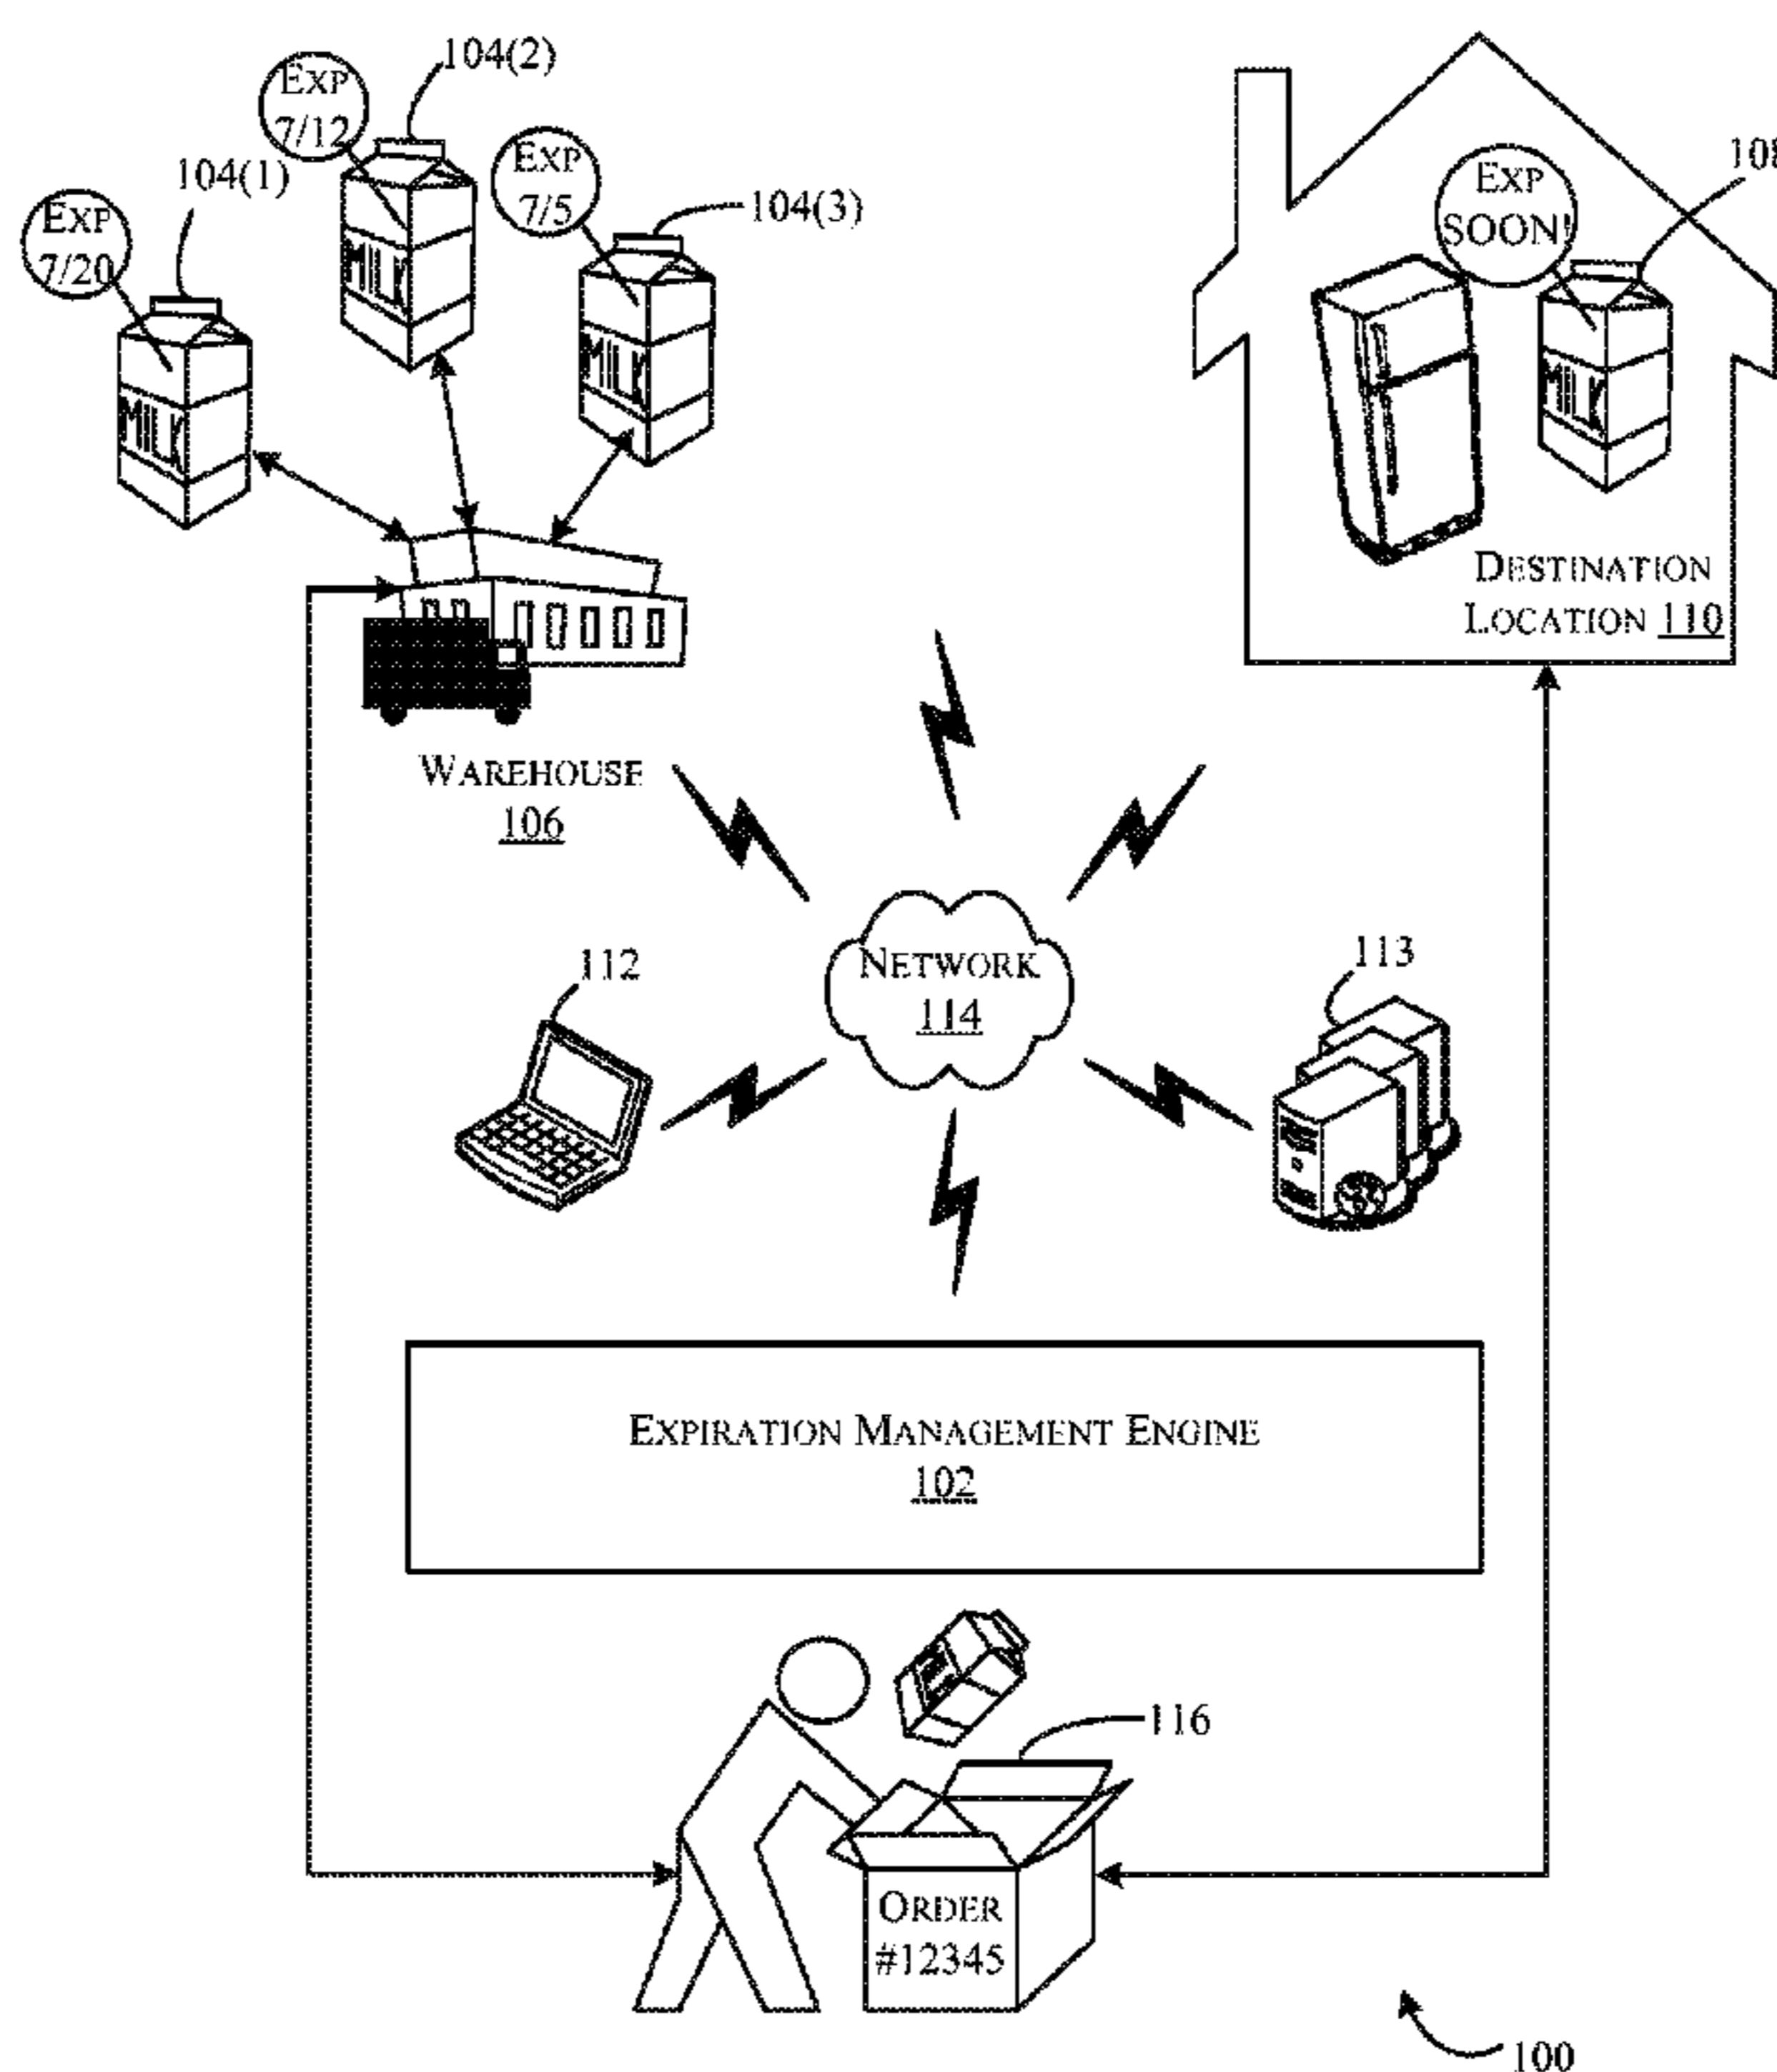 104(2)
EXP
7/12
104(1)
EXP
7/5
104(3)
EXP
7/20
MILK
MILK
MILK
EXP
SOON!
MILK
DESTINATION
LOCATION 110
WAREHOUSE
106
NETWORK
114
112
113
EXPIRATION MANAGEMENT ENGINE
102
116
ORDER
#12345
100